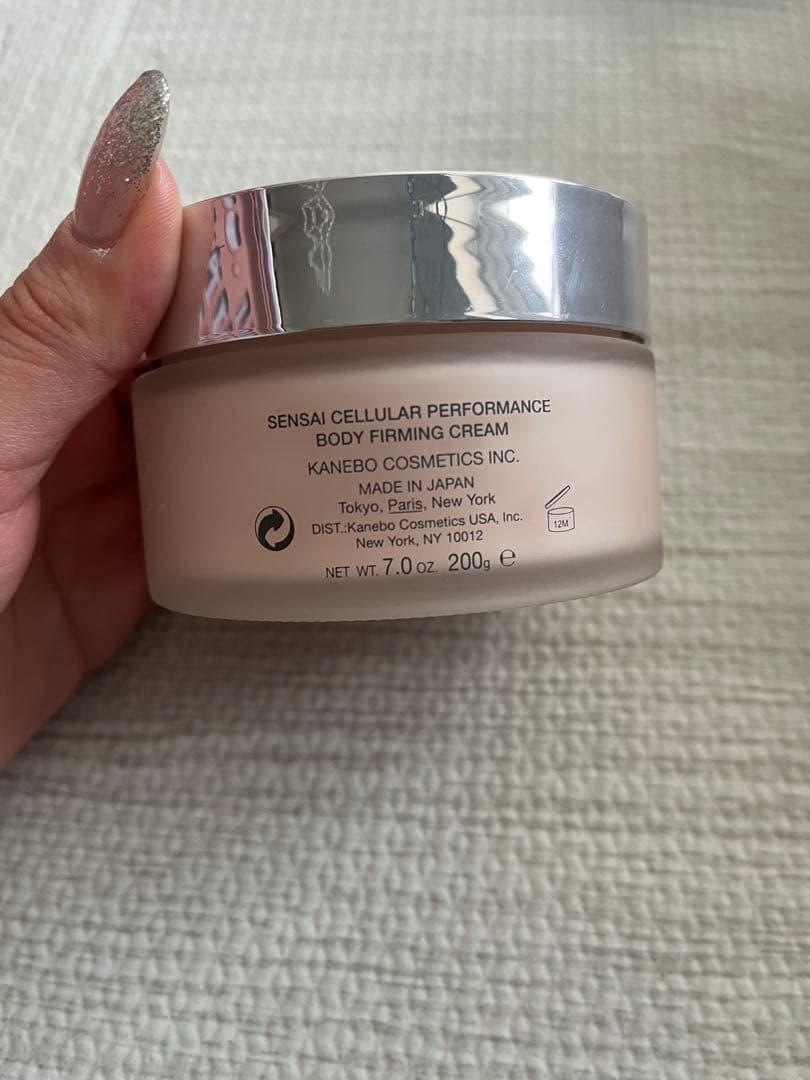 SENSAI CELLULAR PERFORMANCE
BODY FIRMING CREAM
KANEBO COSMETICS INC.
MADE IN JAPAN
Tokyo, Paris, New York
DIST.:Kanebo Cosmetics USA, Inc.
New York, NY 10012
12M
NET WT. 7.0 OZ. 200g ℮